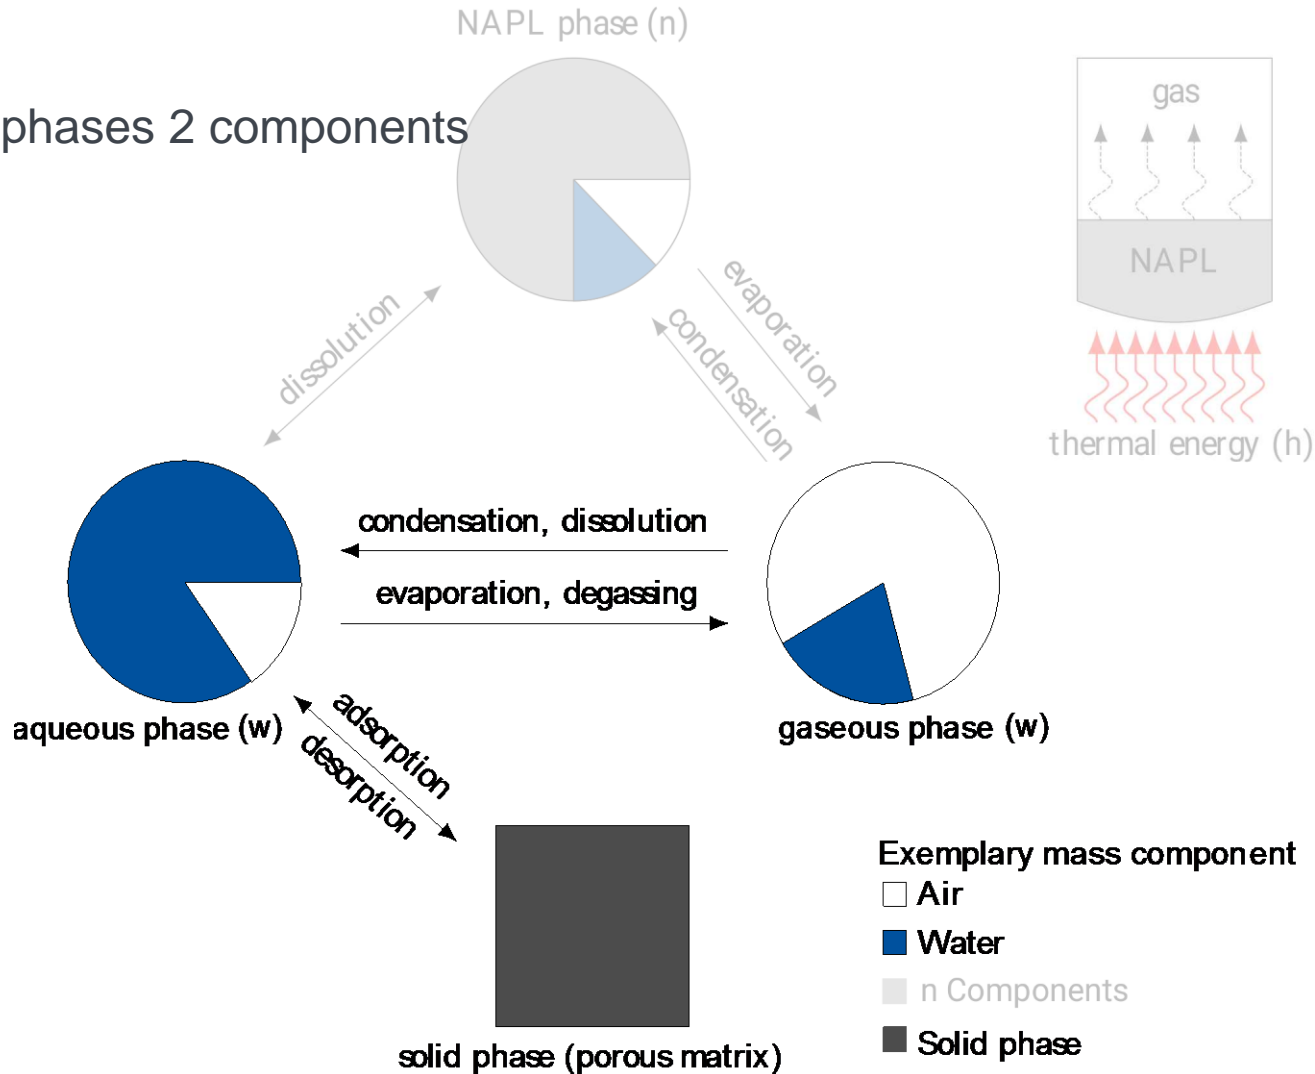 NAPL phase (n)
phases 2 components
gas
NAPL
thermal energy (h)
dissolution
evaporation
condensation
condensation, dissolution
evaporation, degassing
aqueous phase (w)
gaseous phase (w)
adsorption
desorption
solid phase (porous matrix)
Exemplary mass component
Air
Water
n Components
Solid phase